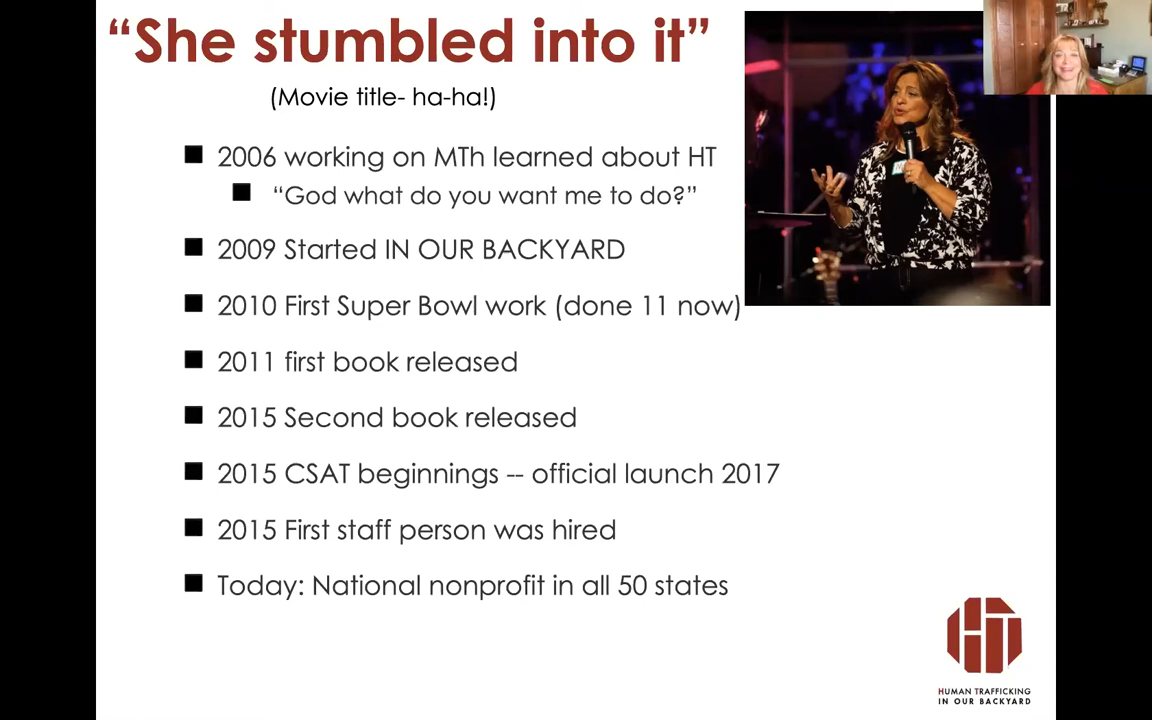 “She stumbled into it”
(Movie title- ha-ha!)
2006 working on MTh learned about HT
“God what do you want me to do?”
2009 Started IN OUR BACKYARD
2010 First Super Bowl work (done 11 now)
2011 first book released
2015 Second book released
2015 CSAT beginnings -- official launch 2017
2015 First staff person was hired
Today: National nonprofit in all 50 states
HT
HUMAN TRAFFICKING
IN OUR BACKYARD